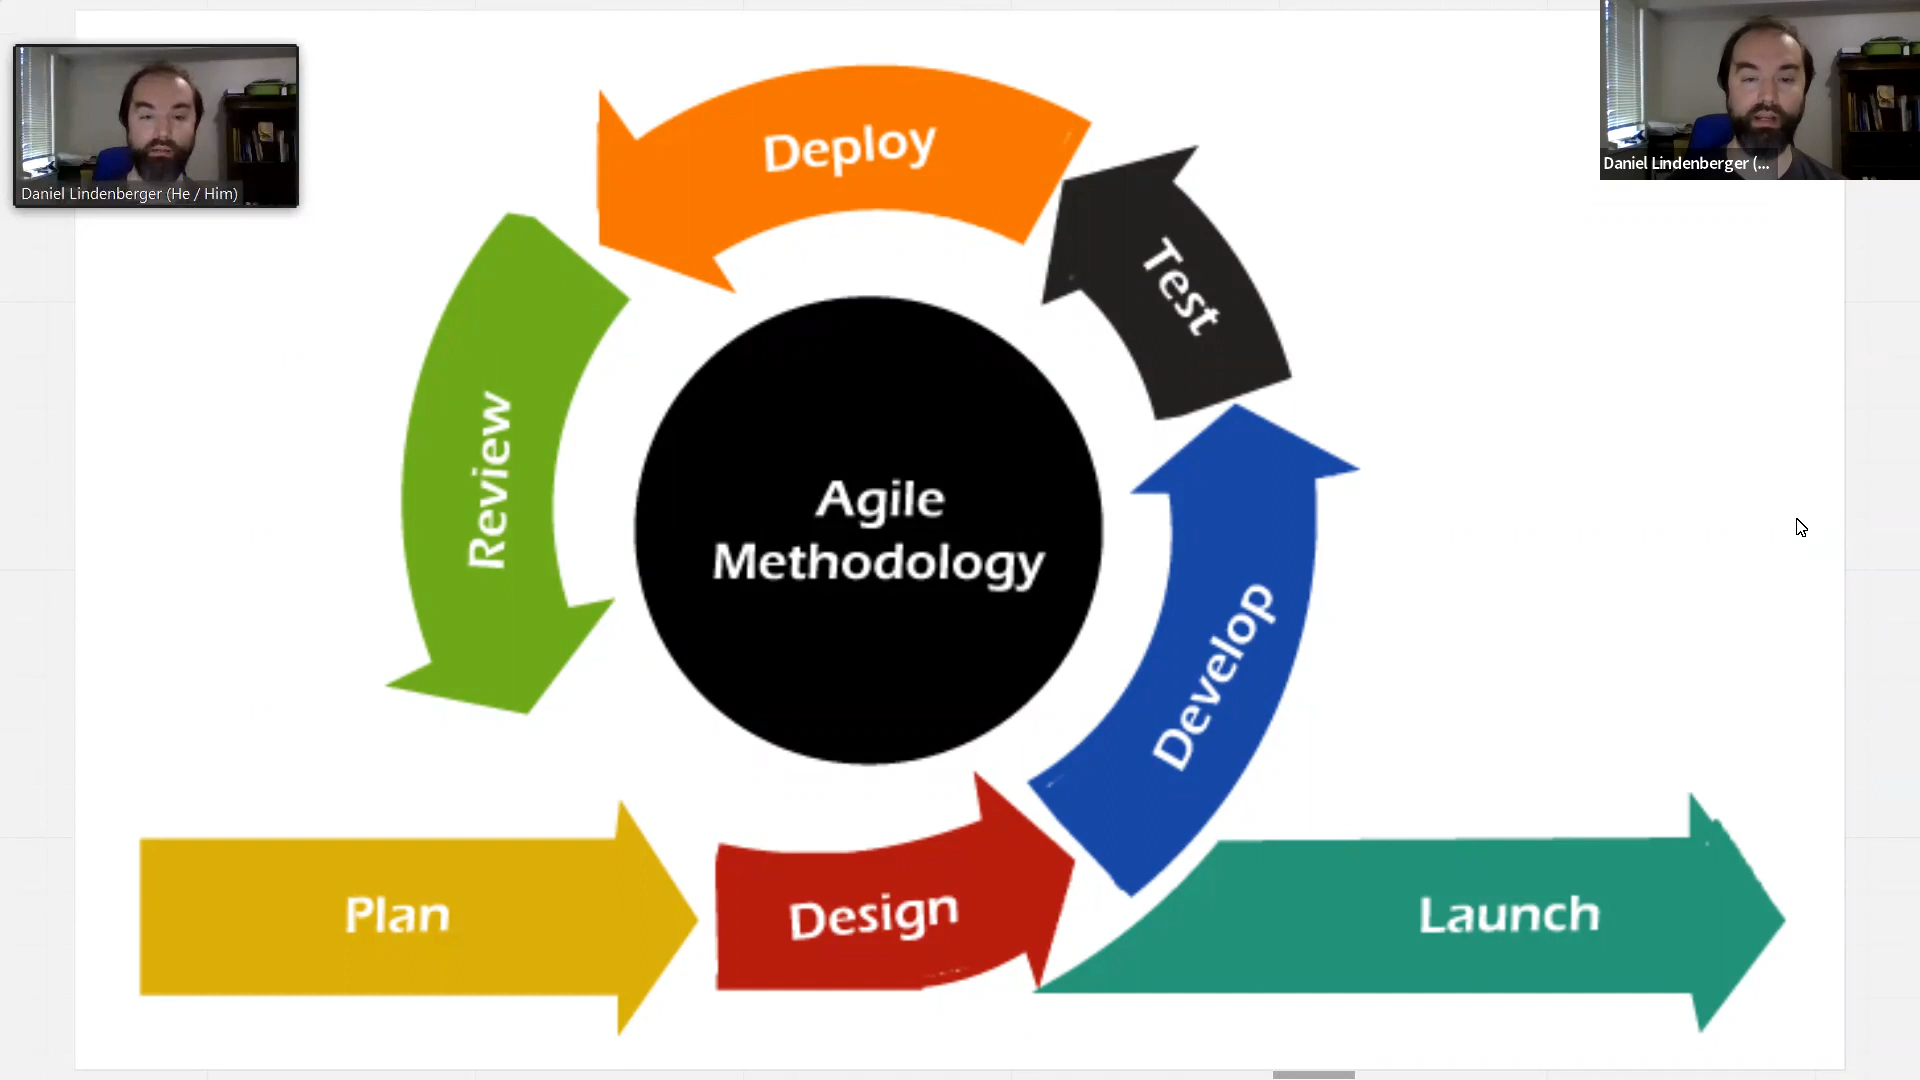 Daniel Lindenberger (He / Him)
Daniel Lindenberger (...
Deploy
Test
Review
Agile
Methodology
Develop
Plan
Design
Launch